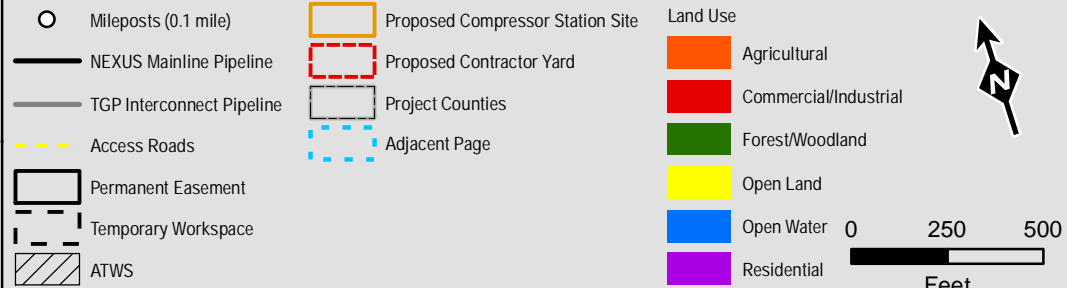 Mileposts (0.1 mile)
NEXUS Mainline Pipeline
TGP Interconnect Pipeline
Access Roads
Permanent Easement
Temporary Workspace
ATWS
Proposed Compressor Station Site
Proposed Contractor Yard
Project Counties
Adjacent Page
Land Use
Agricultural
Commercial/Industrial
Forest/Woodland
Open Land
Open Water
Residential
N
0 250 500
Feet